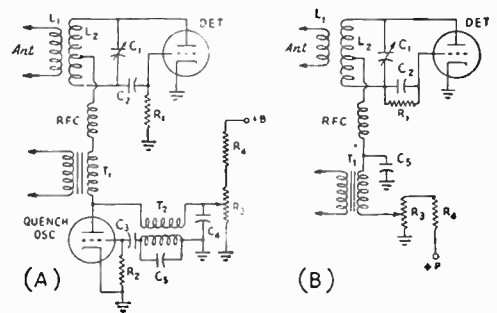 L1
L2
Ant
C1
DET
C2
R1
RFC
T1
+B
R4
T2
R3
C4
QUENCH
OSC
C3
R2
C5
(A)
L1
L2
Ant
C1
DET
C2
R1
RFC
T1
C5
R3
R4
+P
(B)